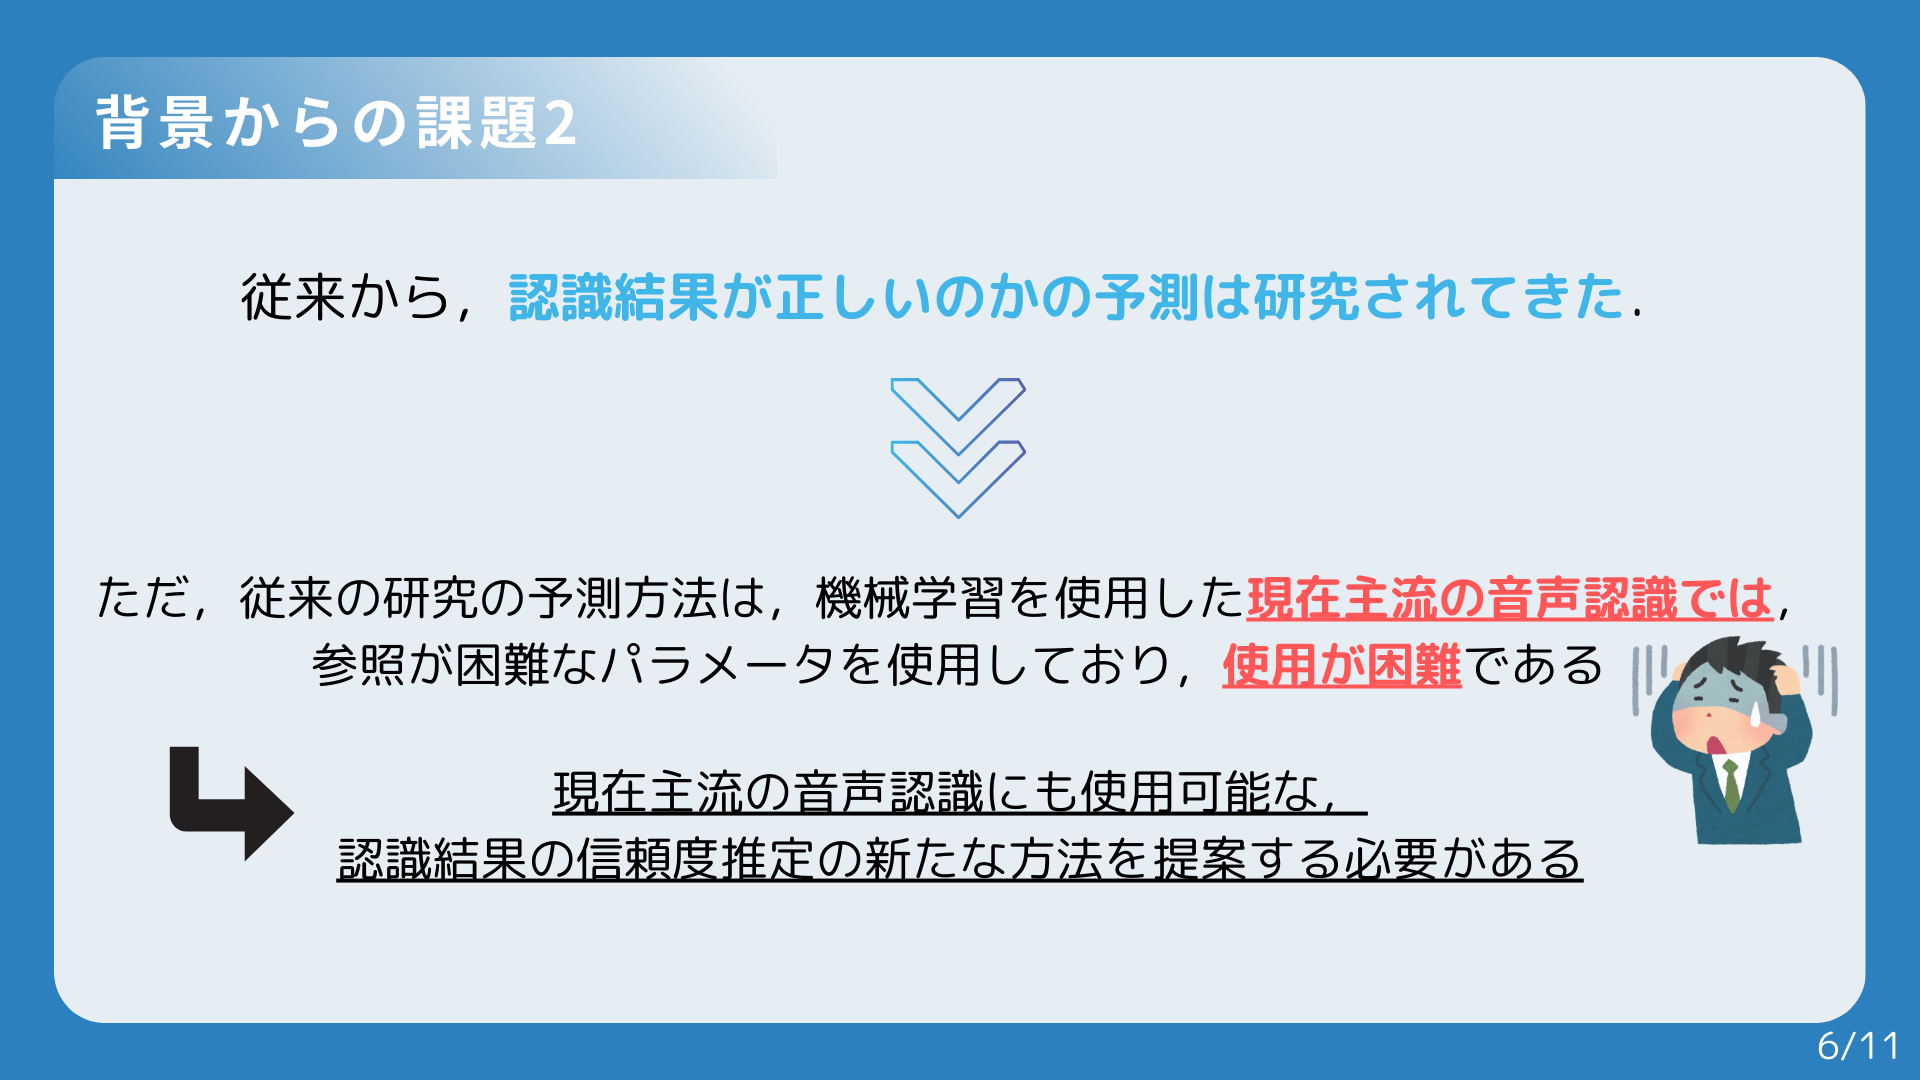 背景からの課題2
従来から，認識結果が正しいのかの予測は研究されてきた．
ただ，従来の研究の予測方法は，機械学習を使用した現在主流の音声認識では，
参照が困難なパラメータを使用しており，使用が困難である
現在主流の音声認識にも使用可能な，
認識結果の信頼度推定の新たな方法を提案する必要がある
6/11